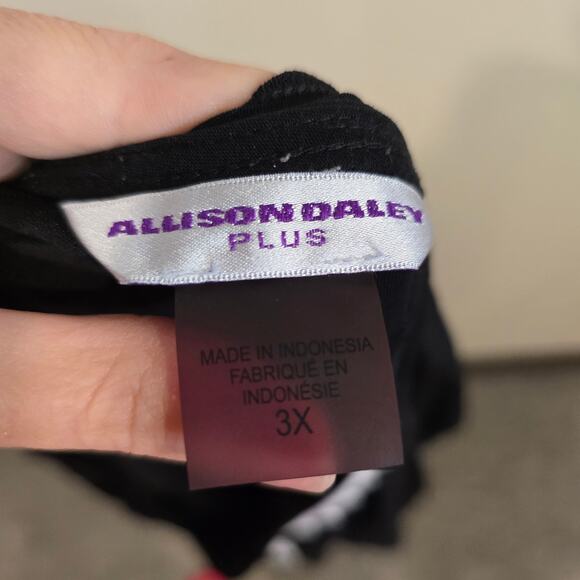 ALLISON DALEY
PLUS
MADE IN INDONESIA
FABRIQUÉ EN
INDONÉSIE
3X